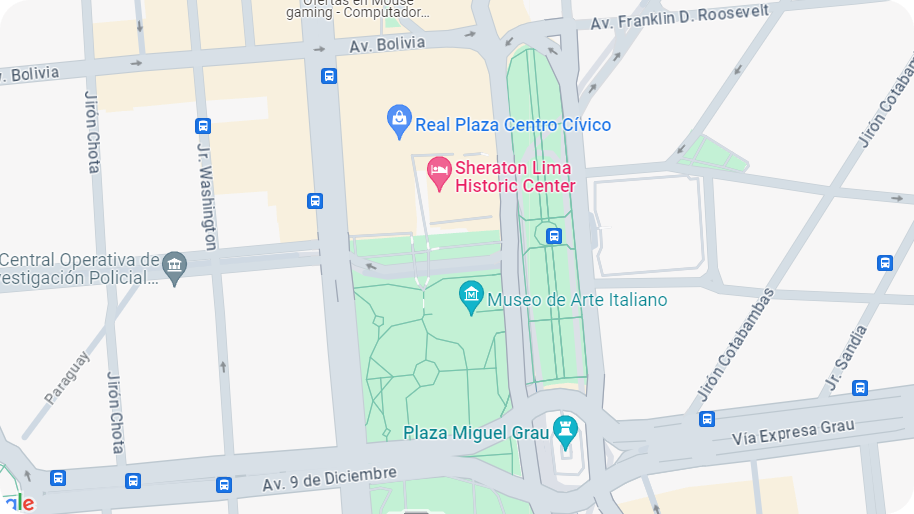 Ofertas en Mouse
gaming - Computador...
Av. Franklin D. Roosevelt
Av. Bolivia
v. Bolivia
Jirón Cotabambas
Jirón Chota
Real Plaza Centro Cívico
Jr. Washington
Sheraton Lima
Historic Center
Central Operativa de
vestigación Policial...
Museo de Arte Italiano
Jirón Cotabambas
Jr. Sandia
Paraguay
Jirón Chota
Plaza Miguel Grau
Vía Expresa Grau
Av. 9 de Diciembre
gle